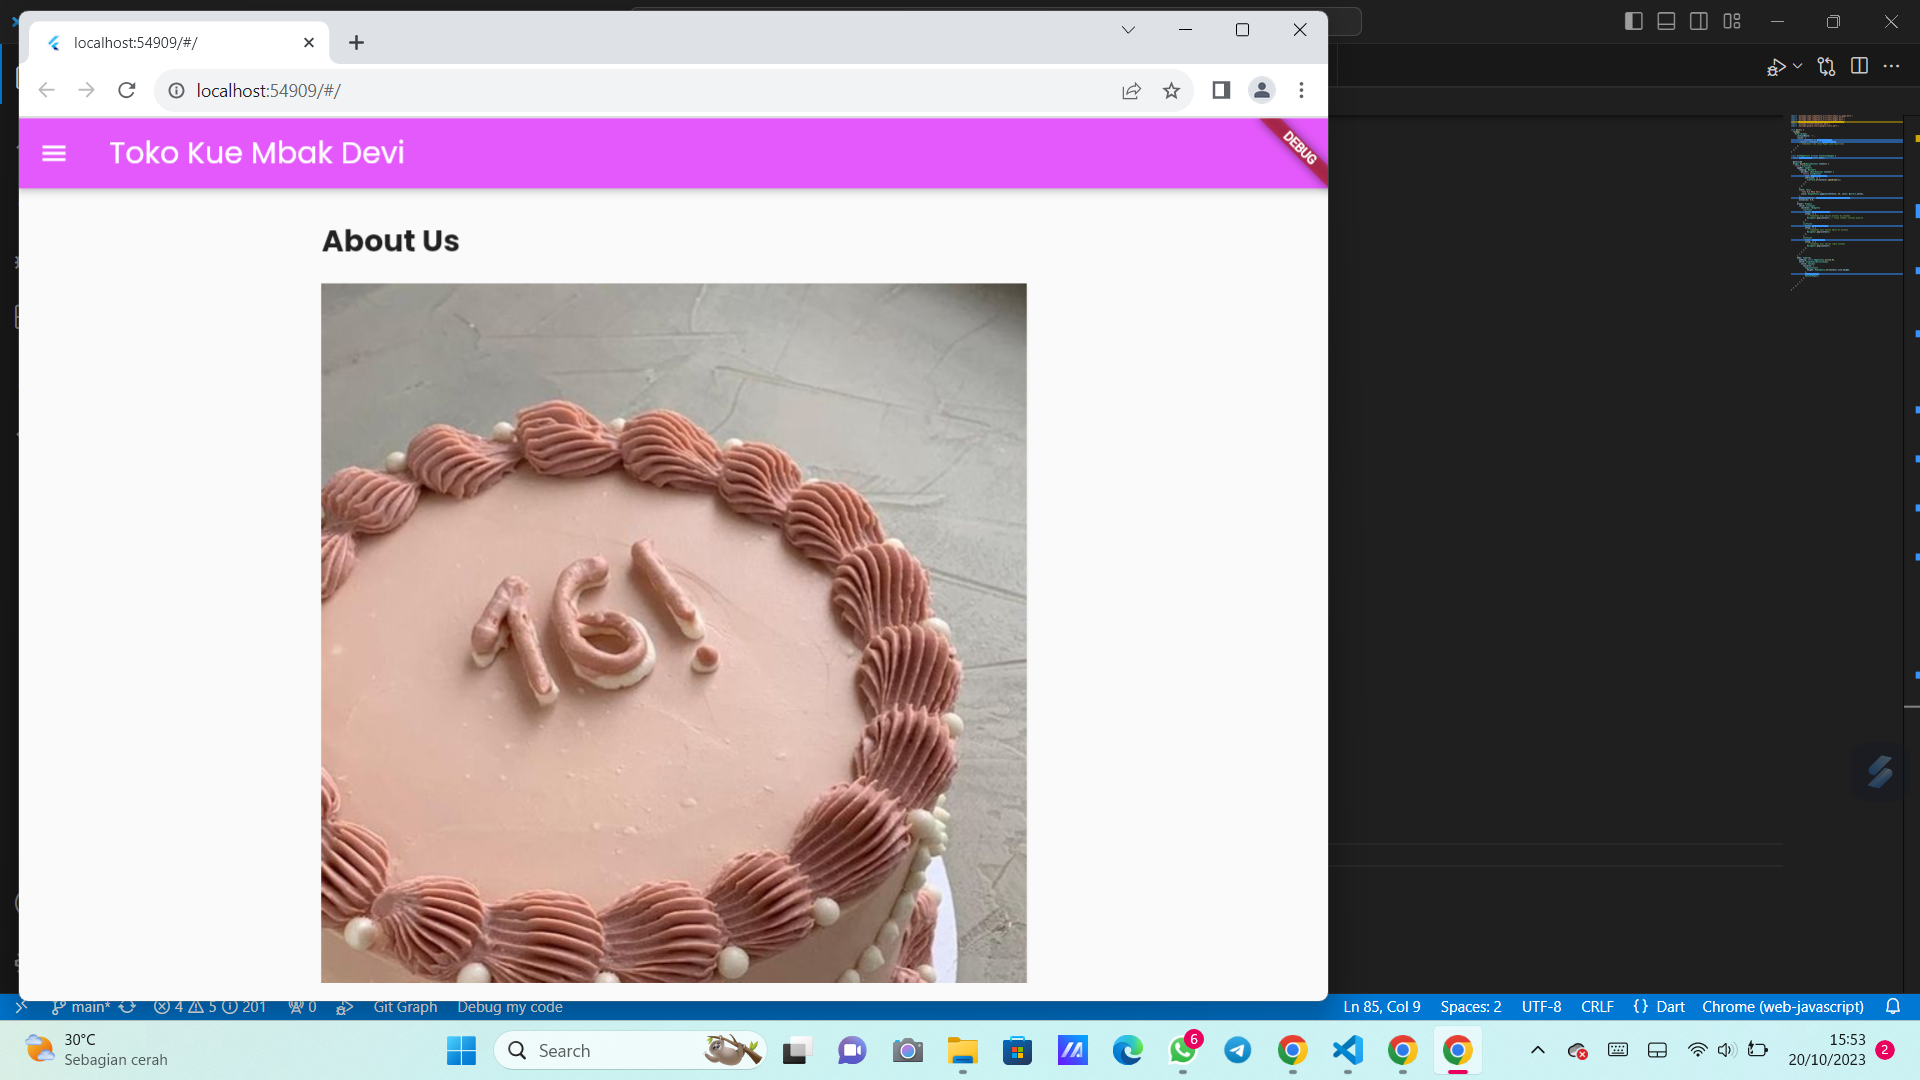 localhost:54909/#/
localhost:54909/#/
Toko Kue Mbak Devi
DEBUG
About Us
16!
main*
4 5 201
0
Git Graph
Debug my code
Ln 85, Col 9
Spaces: 2
UTF-8
CRLF
{} Dart
Chrome (web-javascript)
30°C
Sebagian cerah
Search
6
15:53
20/10/2023
2